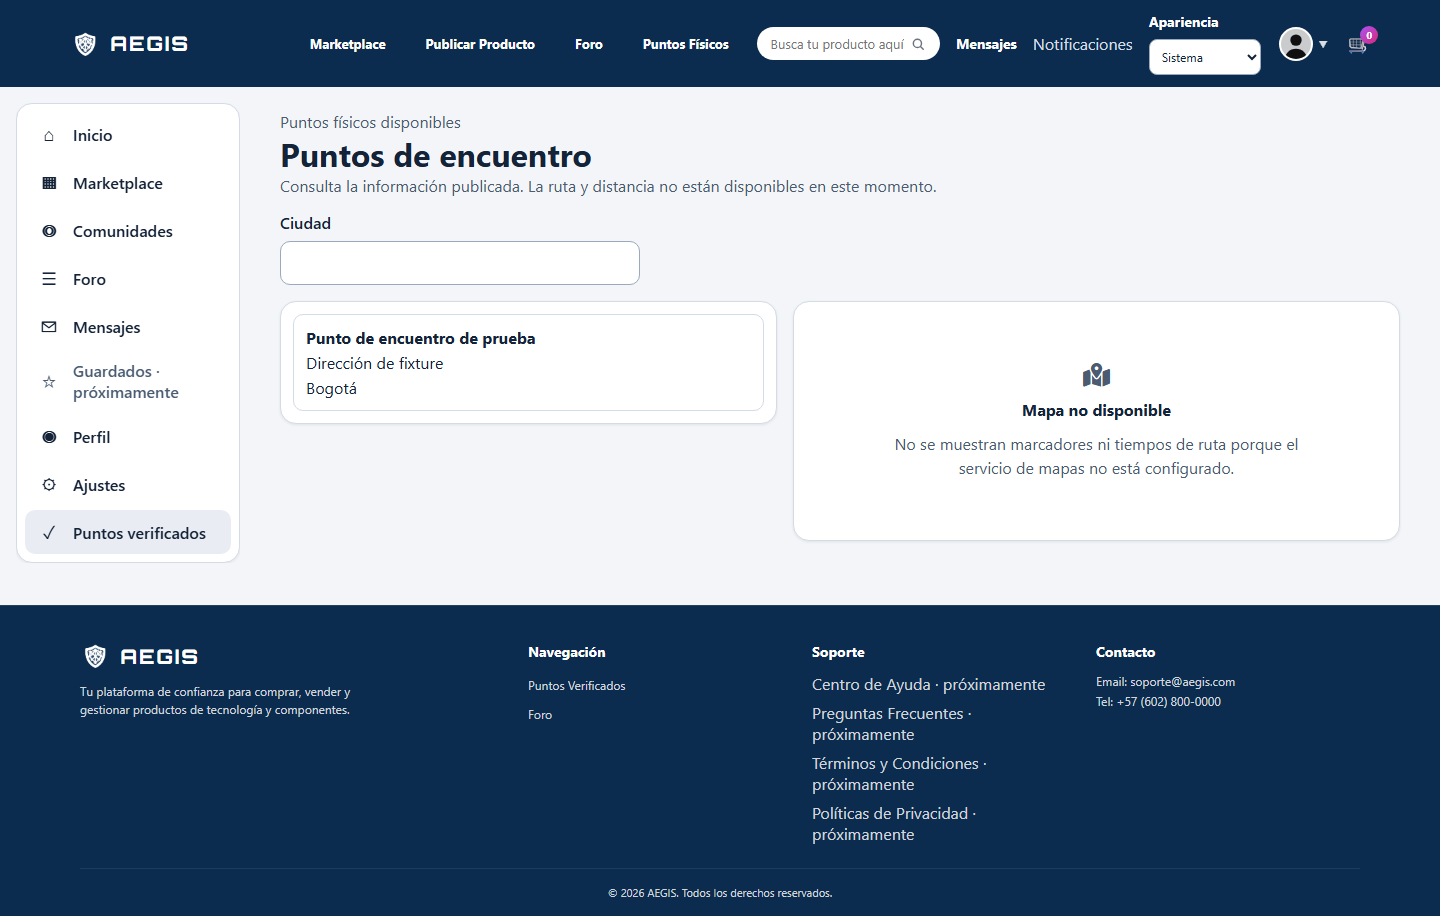 AEGIS
Marketplace
Publicar Producto
Foro
Puntos Físicos
Busca tu producto aquí
Mensajes
Notificaciones
Apariencia
Sistema
0
Inicio
Marketplace
Comunidades
Foro
Mensajes
Guardados ·
próximamente
Perfil
Ajustes
Puntos verificados
Puntos físicos disponibles
Puntos de encuentro
Consulta la información publicada. La ruta y distancia no están disponibles en este momento.
Ciudad
Punto de encuentro de prueba
Dirección de fixture
Bogotá
Mapa no disponible
No se muestran marcadores ni tiempos de ruta porque el
servicio de mapas no está configurado.
AEGIS
Tu plataforma de confianza para comprar, vender y
gestionar productos de tecnología y componentes.
Navegación
Puntos Verificados
Foro
Soporte
Centro de Ayuda · próximamente
Preguntas Frecuentes ·
próximamente
Términos y Condiciones ·
próximamente
Políticas de Privacidad ·
próximamente
Contacto
Email: soporte@aegis.com
Tel: +57 (602) 800-0000
© 2026 AEGIS. Todos los derechos reservados.